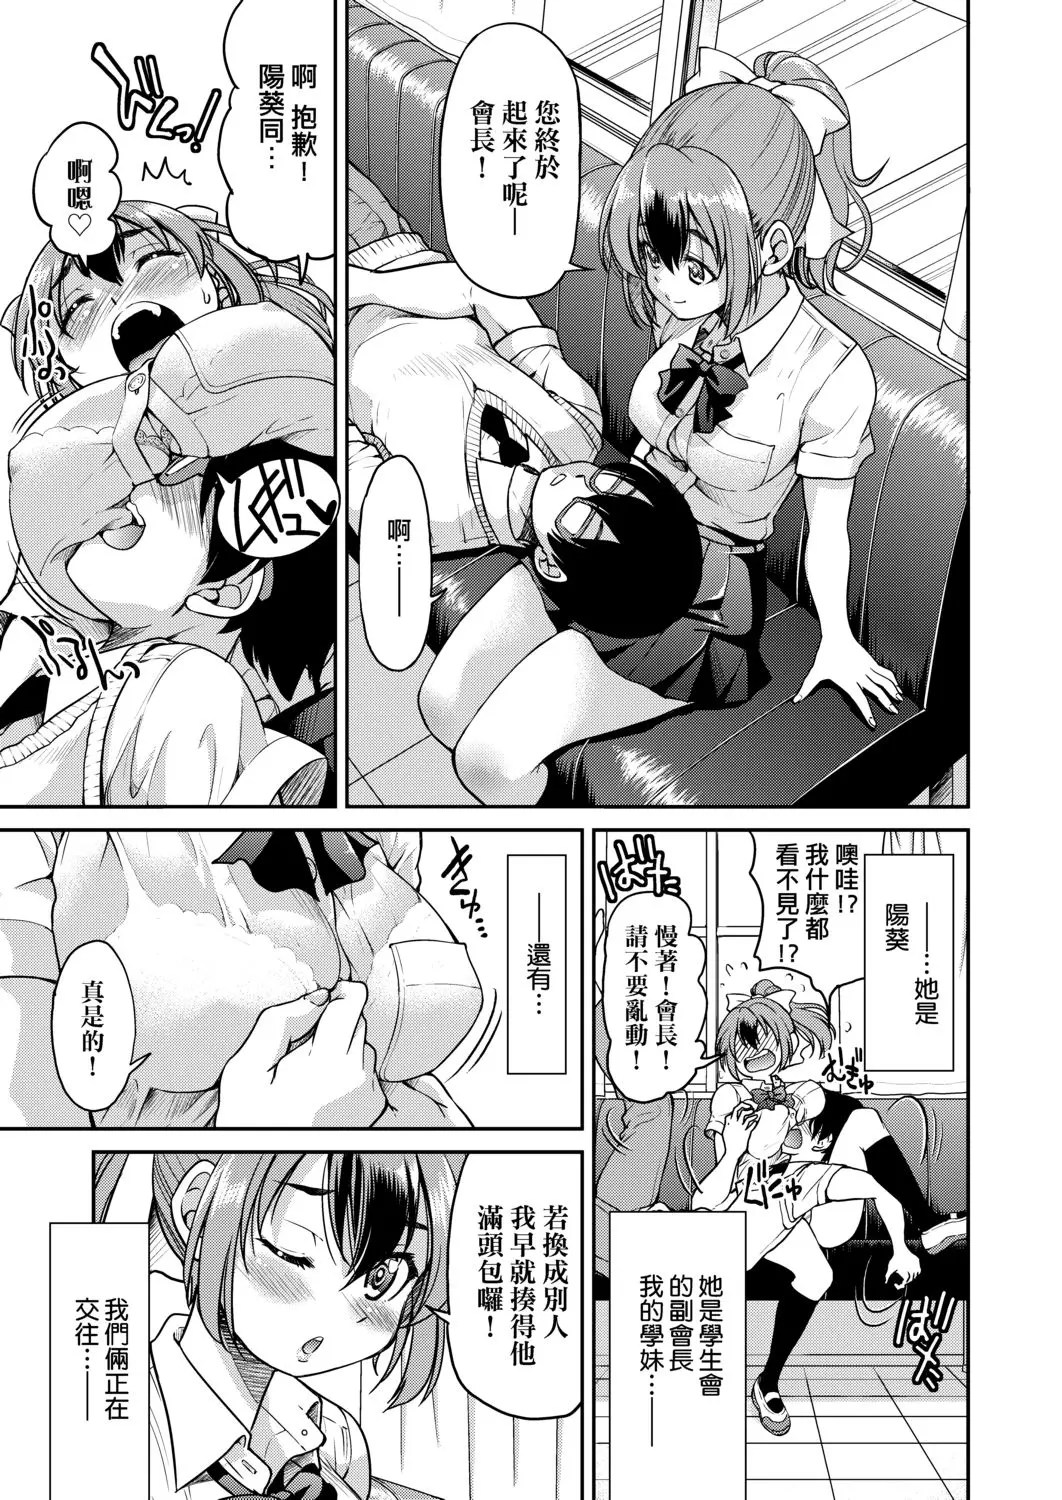 您終於
起來了呢—
會長！
啊…——
啊 抱歉！
陽葵同…
啊嗯♡
噢哇!?
我什麼都
看不見了!?
——…她是
陽葵
慢著！會長！
請不要亂動！
她是學生會
的副會長
我的學妹…——
——還有…
真是的！
若換成別人
我早就揍得他
滿頭包囉！
我們倆正在
交往…——